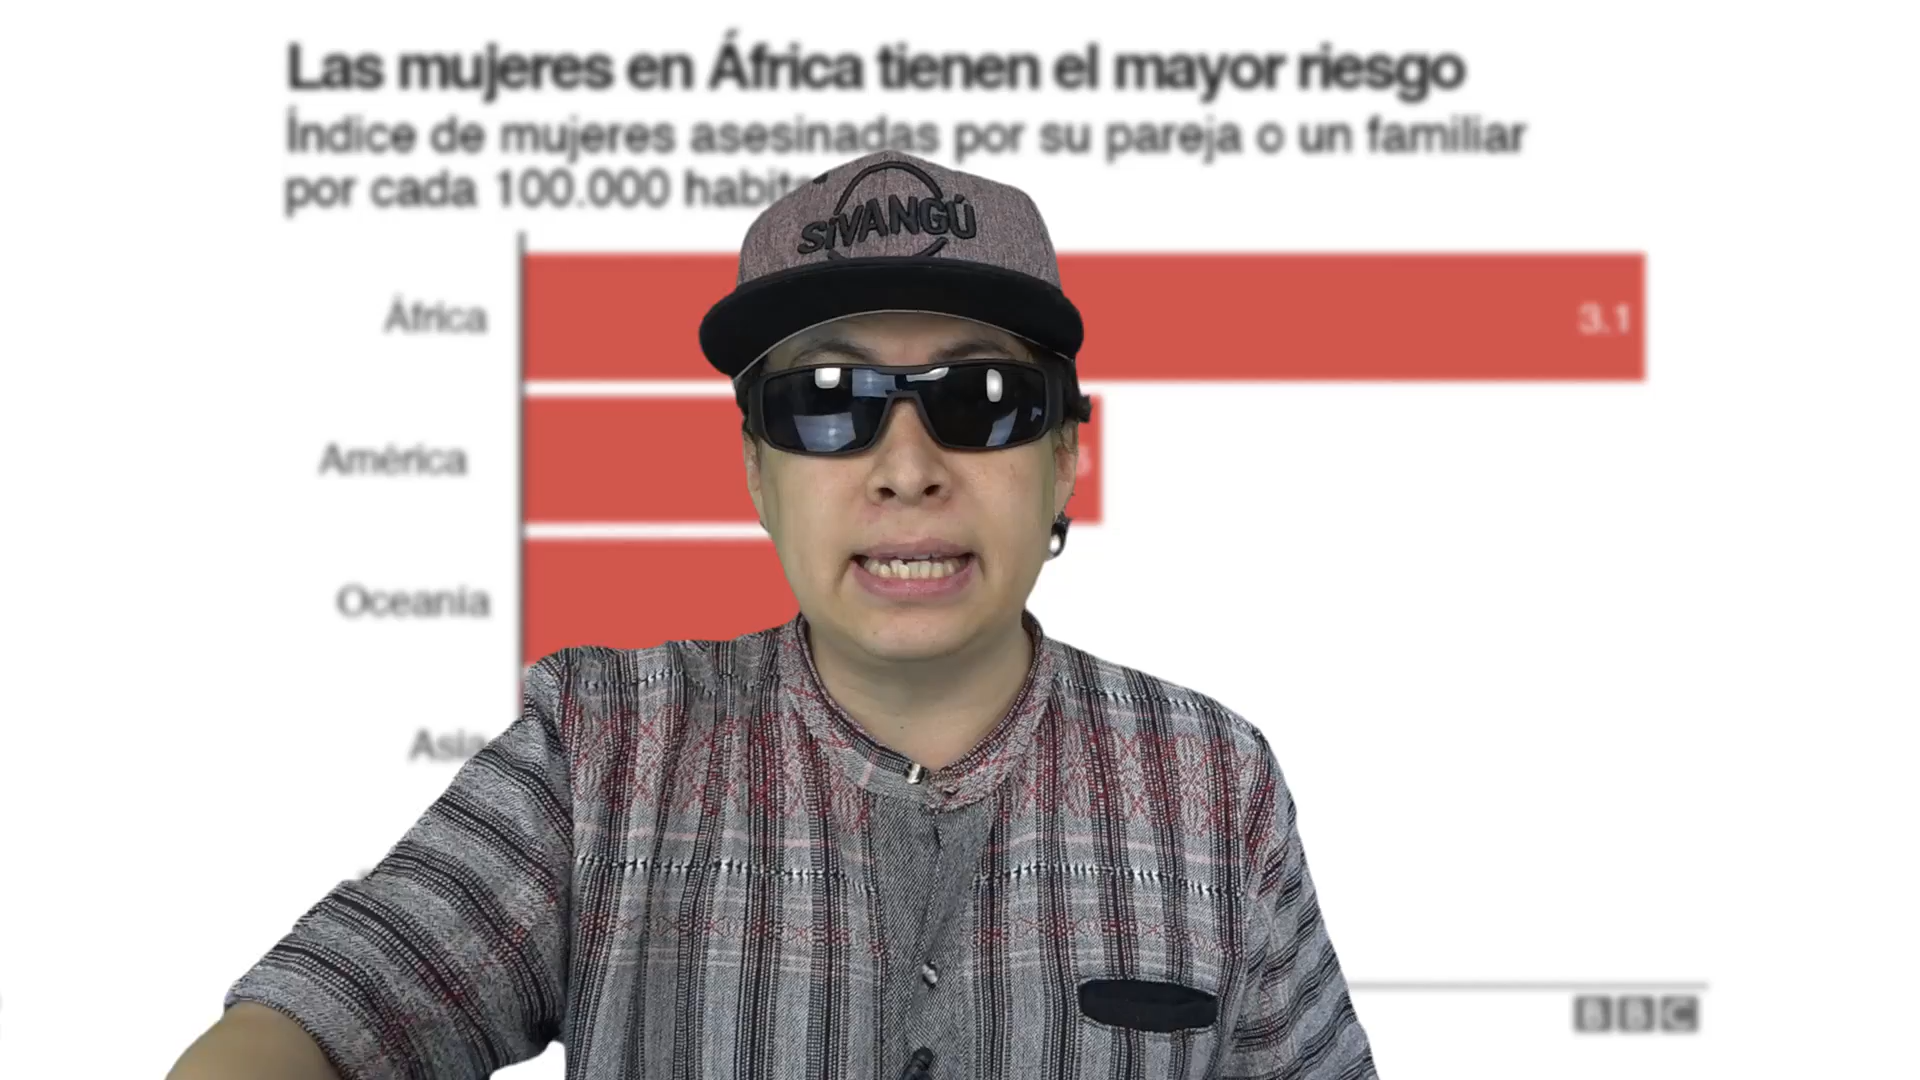 Las mujeres en África tienen el mayor riesgo
Índice de mujeres asesinadas por su pareja o un familiar
por cada 100.000
SÍVANGÚ
África
3.1
América
Oceanía
Asia
BBC